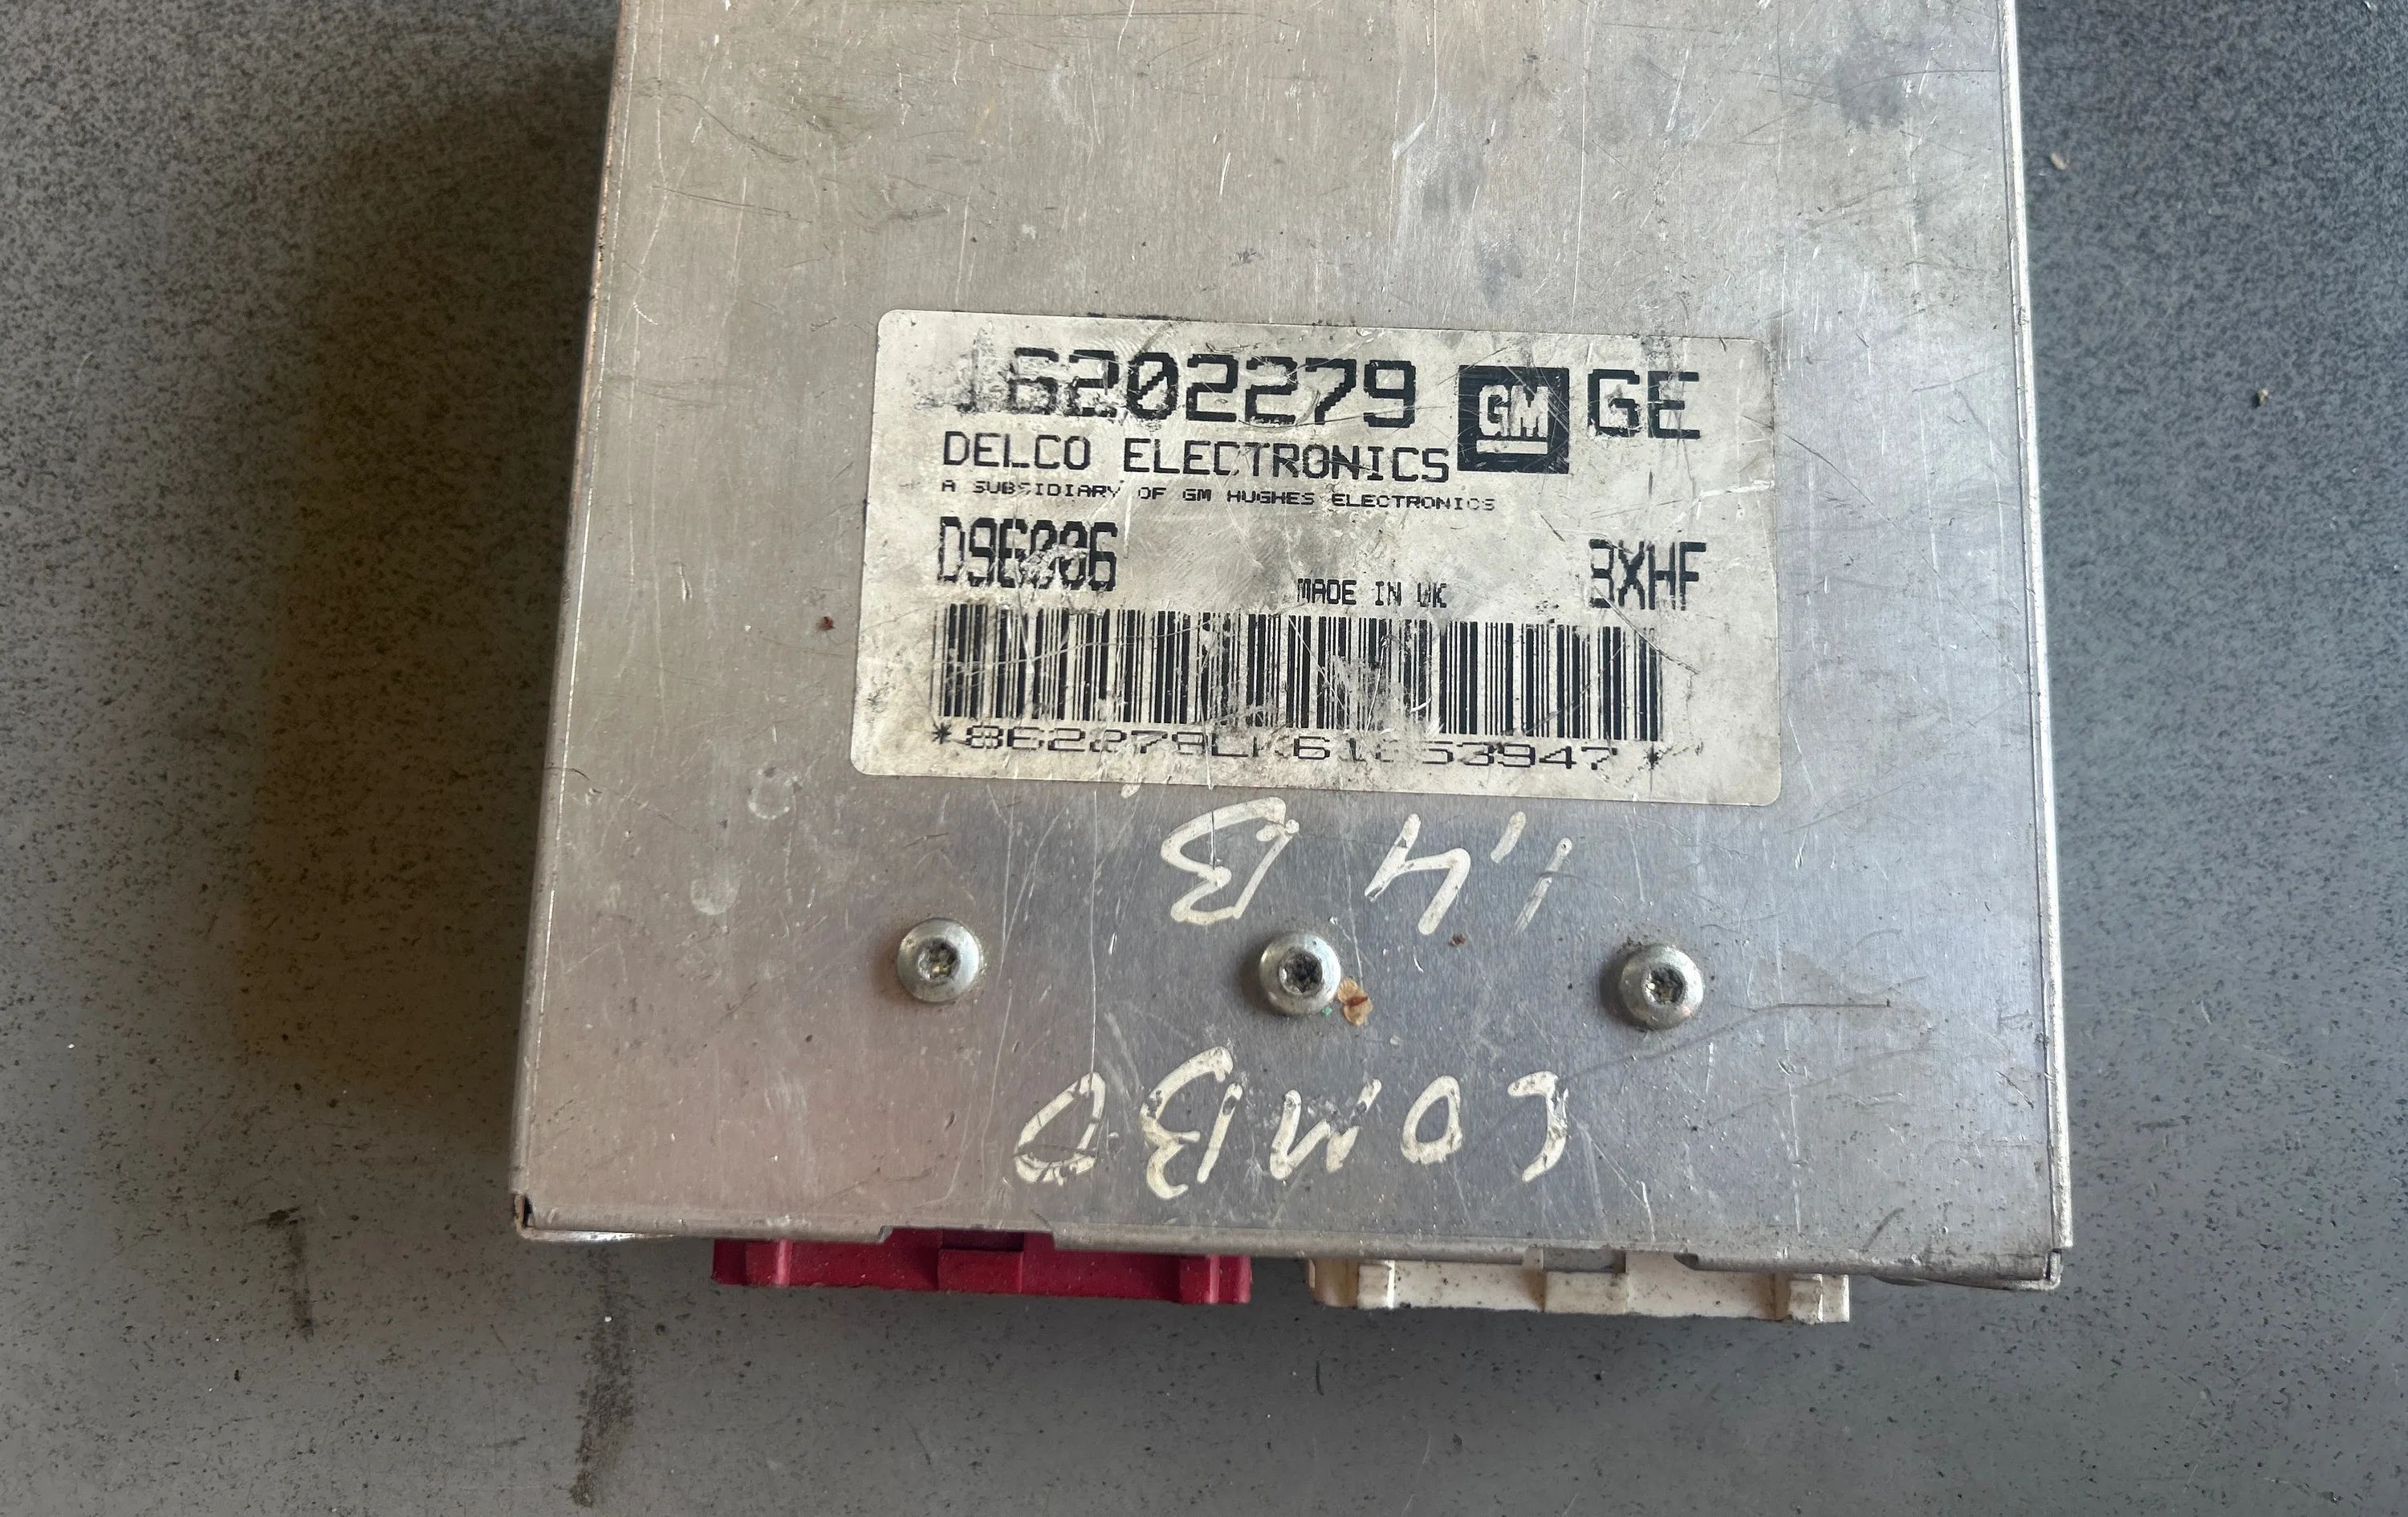 16202279 GM GE
DELCO ELECTRONICS
A SUBSIDIARY OF GM HUGHES ELECTRONICS
D96006 3XHF
MADE IN UK
1,4 B
COMBO